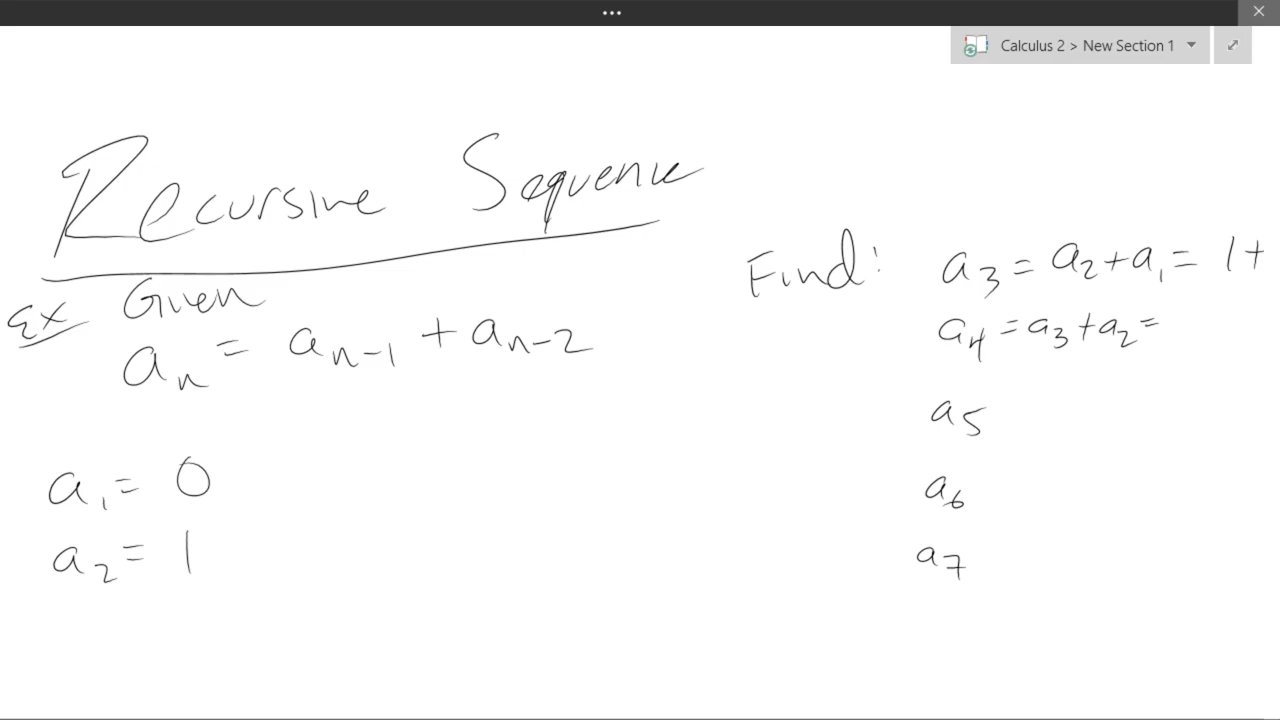 Calculus 2 > New Section 1
Recursive Sequence
Ex Given
aₙ = aₙ₋₁ + aₙ₋₂
a₁ = 0
a₂ = 1
Find: a₃ = a₂ + a₁ = 1+
a₄ = a₃ + a₂ =
a₅
a₆
a₇